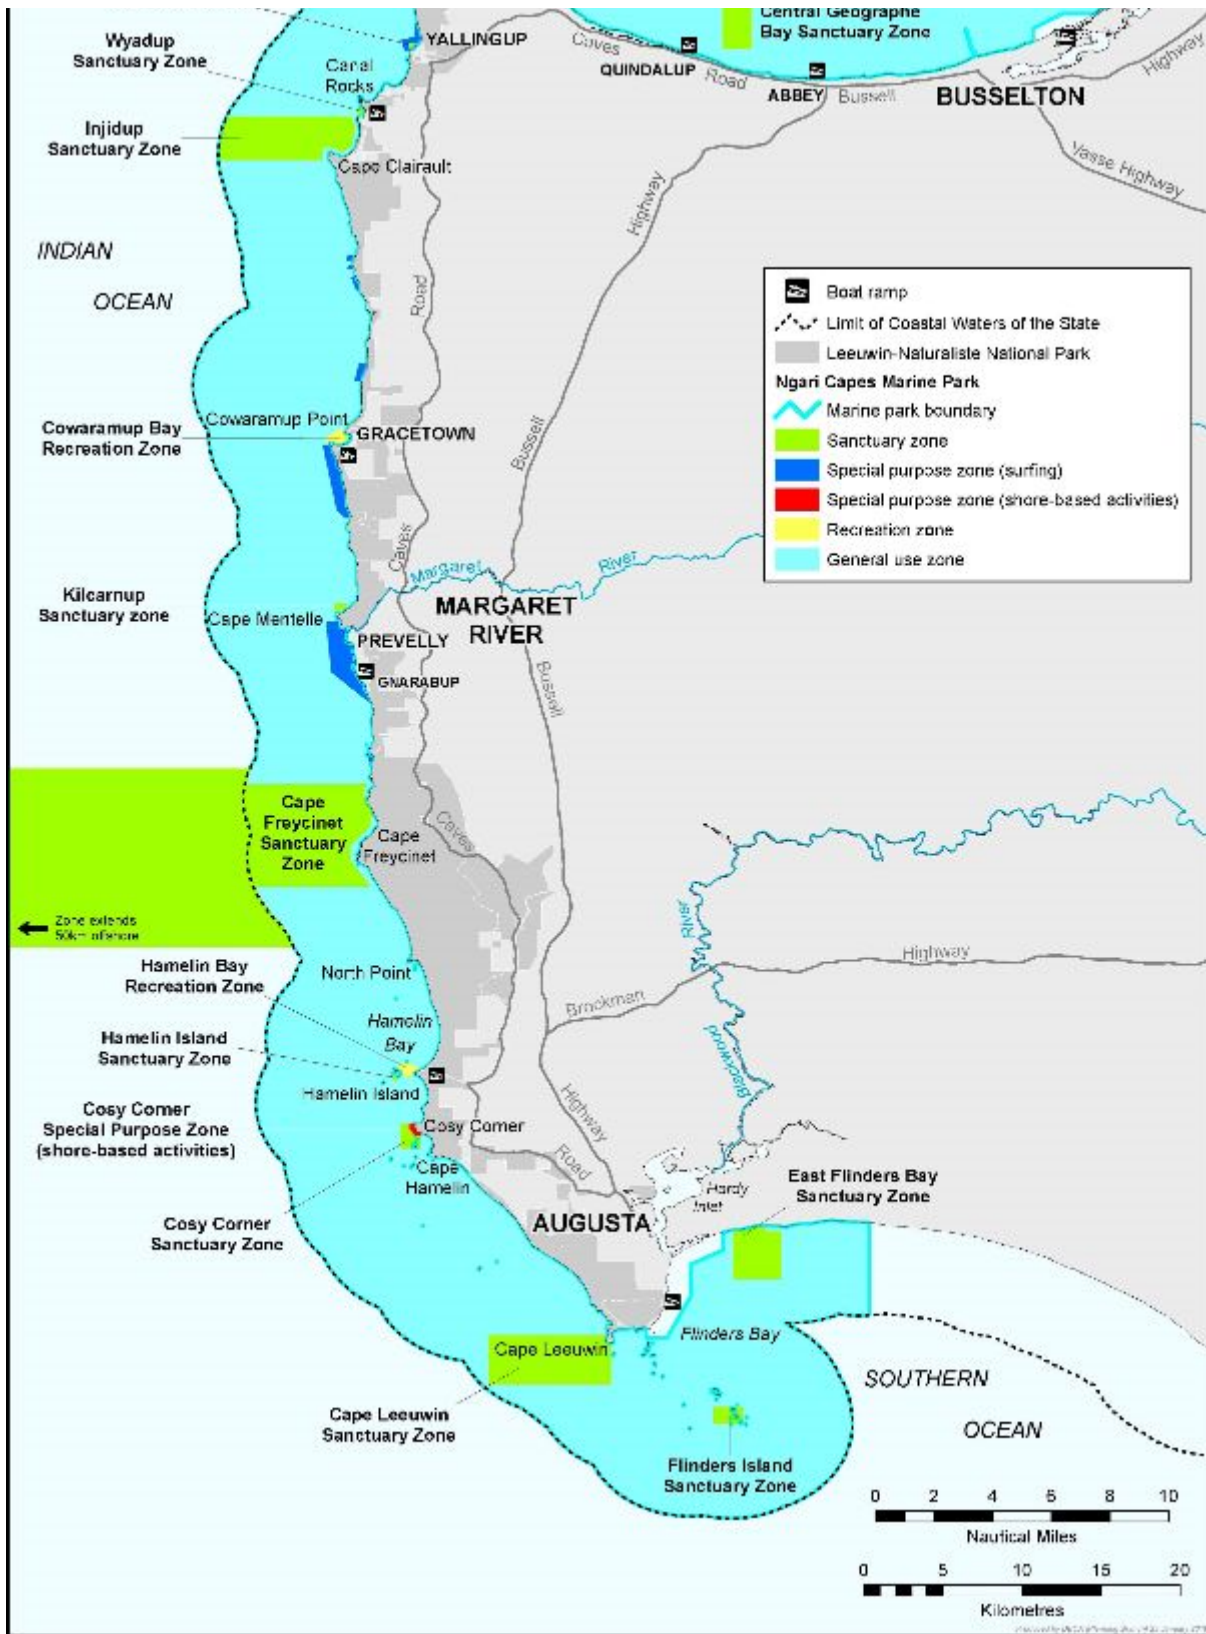 Central Geographe
Bay Sanctuary Zone
Wyadup
Sanctuary Zone
YALLINGUP
Canal
Rocks
Caves
Road
QUINDALUP
ABBEY
Bussell
Highway
BUSSELTON
Vasse Highway
Injidup
Sanctuary Zone
Cape Clairault
INDIAN
OCEAN
Highway
Road
Boat ramp
Limit of Coastal Waters of the State
Leeuwin-Naturaliste National Park
Ngari Capes Marine Park
Marine park boundary
Sanctuary zone
Special purpose zone (surfing)
Special purpose zone (shore-based activities)
Recreation zone
General use zone
Cowaramup Point
Cowaramup Bay
Recreation Zone
GRACETOWN
Bussell
Caves
Margaret
River
Kilcarnup
Sanctuary zone
Cape Mentelle
MARGARET
RIVER
PREVELLY
GNARABUP
Bussell
Cape
Freycinet
Sanctuary
Zone
Cape
Freycinet
Caves
Zone extends
50km offshore
River
Highway
Hamelin Bay
Recreation Zone
North Point
Brockman
Hamelin
Bay
Hamelin Island
Sanctuary Zone
Blackwood
Hamelin Island
Cosy Corner
Special Purpose Zone
(shore-based activities)
Cosy Corner
Highway
Road
Cape
Hamelin
Hardy
Inlet
East Flinders Bay
Sanctuary Zone
Cosy Corner
Sanctuary Zone
AUGUSTA
Flinders Bay
Cape Leeuwin
SOUTHERN
OCEAN
Cape Leeuwin
Sanctuary Zone
Flinders Island
Sanctuary Zone
0 2 4 6 8 10
Nautical Miles
0 5 10 15 20
Kilometres